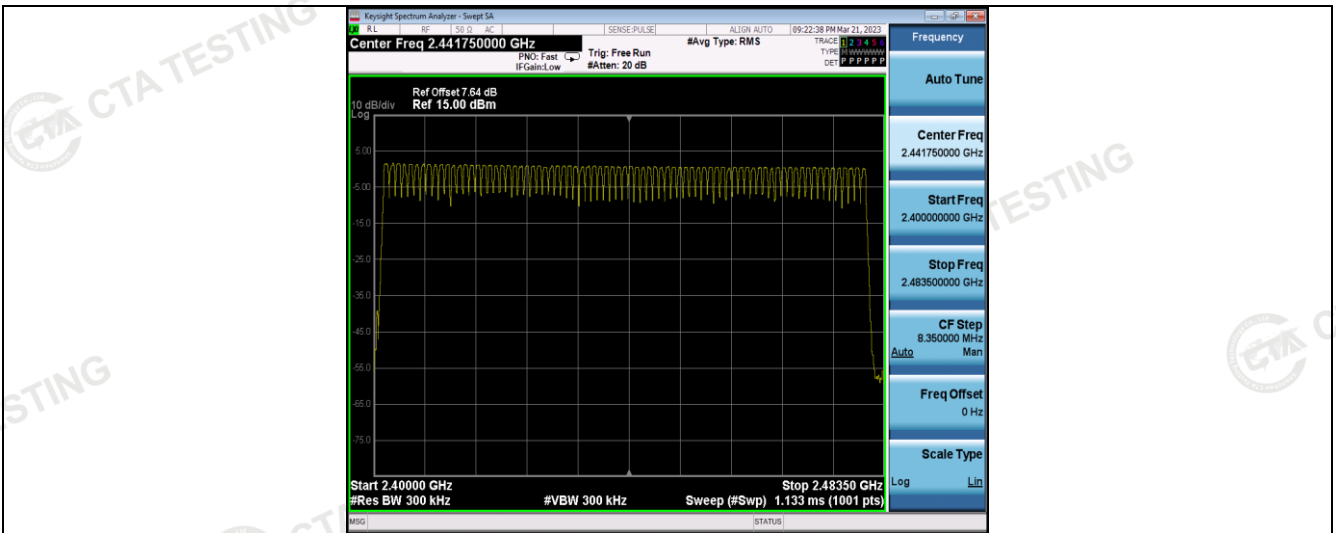 Keysight Spectrum Analyzer - Swept SA
RL RF 50 Ω AC SENSE:PULSE ALIGN AUTO 09:22:38 PM Mar 21, 2023
Center Freq 2.441750000 GHz
PNO: Fast
IFGain:Low
Trig: Free Run
#Atten: 20 dB
#Avg Type: RMS
TRACE 1 2 3 4 5 6
TYPE M WWWWW
DET P P P P P P
Ref Offset 7.64 dB
10 dB/div Ref 15.00 dBm
Log
5.00
-5.00
-15.0
-25.0
-35.0
-45.0
-55.0
-65.0
-75.0
Start 2.40000 GHz Stop 2.48350 GHz
#Res BW 300 kHz #VBW 300 kHz Sweep (#Swp) 1.133 ms (1001 pts)
MSG STATUS
Frequency
Auto Tune
Center Freq
2.441750000 GHz
Start Freq
2.400000000 GHz
Stop Freq
2.483500000 GHz
CF Step
8.350000 MHz
Auto Man
Freq Offset
0 Hz
Scale Type
Log Lin
CTA TESTING
CTA
TESTING
STING
CTA
C
CT